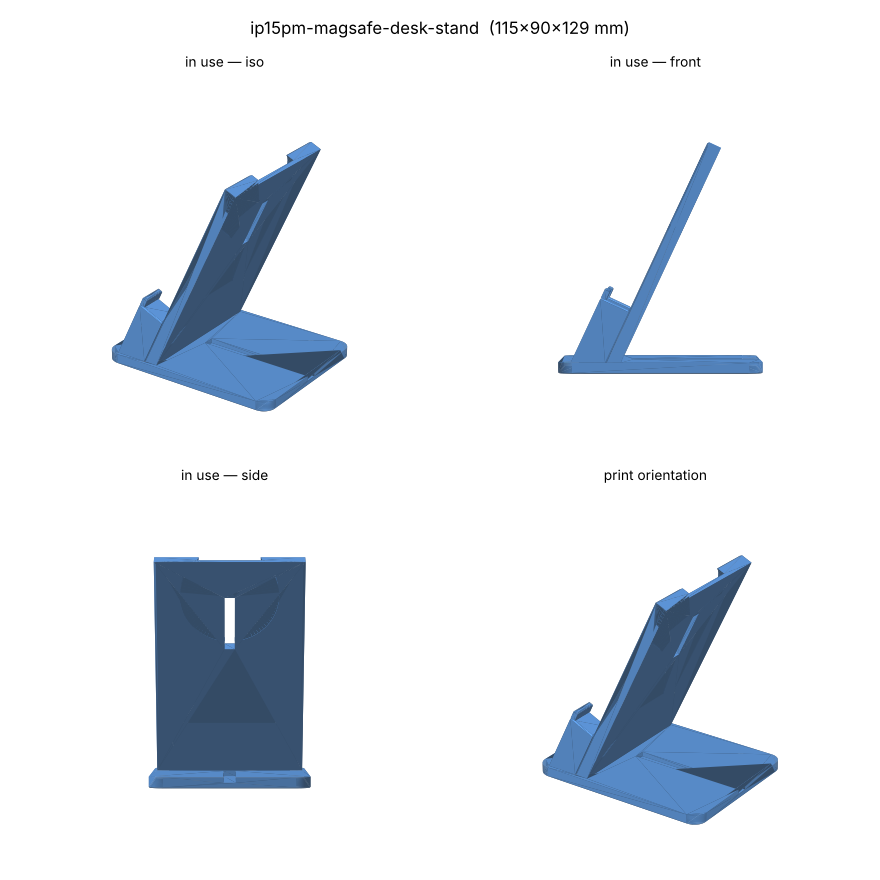 ip15pm-magsafe-desk-stand (115×90×129 mm)
in use — iso
in use — front
in use — side
print orientation